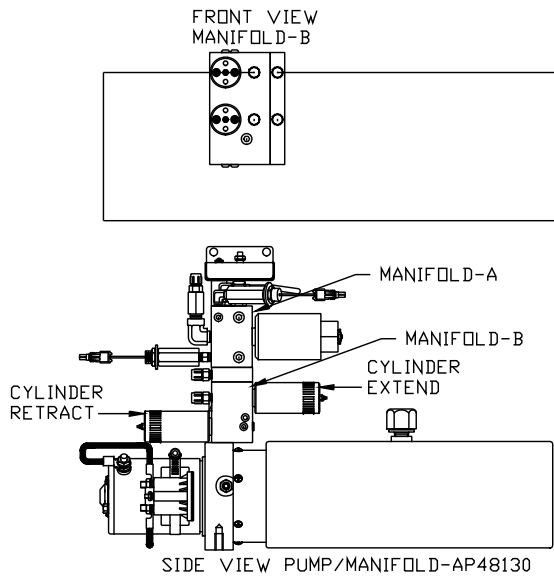 FRONT VIEW
MANIFOLD-B
MANIFOLD-A
MANIFOLD-B
CYLINDER
EXTEND
CYLINDER
RETRACT
SIDE VIEW PUMP/MANIFOLD-AP48130